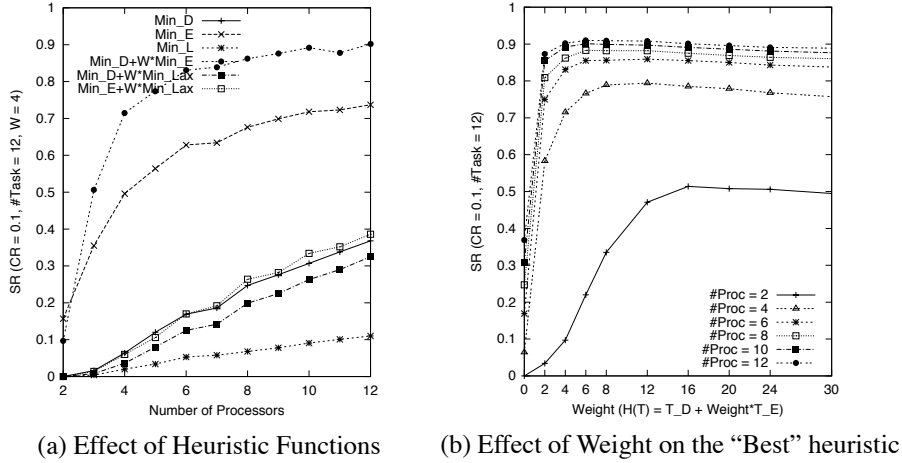 SR (CR = 0.1, #Task = 12, W = 4)
1
0.9
0.8
0.7
0.6
0.5
0.4
0.3
0.2
0.1
0
Min_D
Min_E
Min_L
Min_D+W*Min_E
Min_D+W*Min_Lax
Min_E+W*Min_Lax
2 4 6 8 10 12
Number of Processors
(a) Effect of Heuristic Functions
SR (CR = 0.1, #Task = 12)
1
0.9
0.8
0.7
0.6
0.5
0.4
0.3
0.2
0.1
0
#Proc = 2
#Proc = 4
#Proc = 6
#Proc = 8
#Proc = 10
#Proc = 12
0 2 4 6 8 12 16 20 24 30
Weight (H(T) = T_D + Weight*T_E)
(b) Effect of Weight on the “Best” heuristic